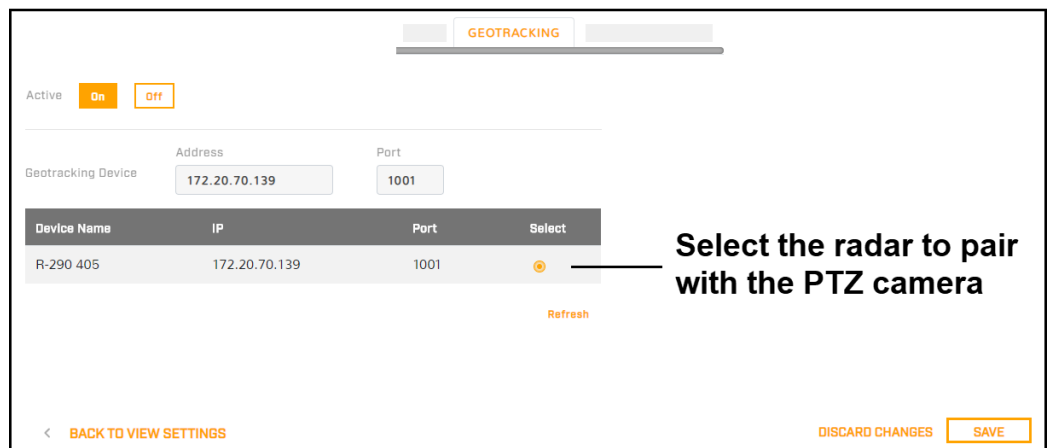 GEOTRACKING
Active On Off
Address Port
Geotracking Device 172.20.70.139 1001
Device Name IP Port Select
R-290 405 172.20.70.139 1001
Select the radar to pair
with the PTZ camera
Refresh
< BACK TO VIEW SETTINGS DISCARD CHANGES SAVE